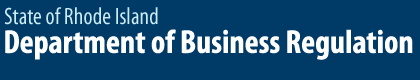 State of Rhode Island
Department of Business Regulation